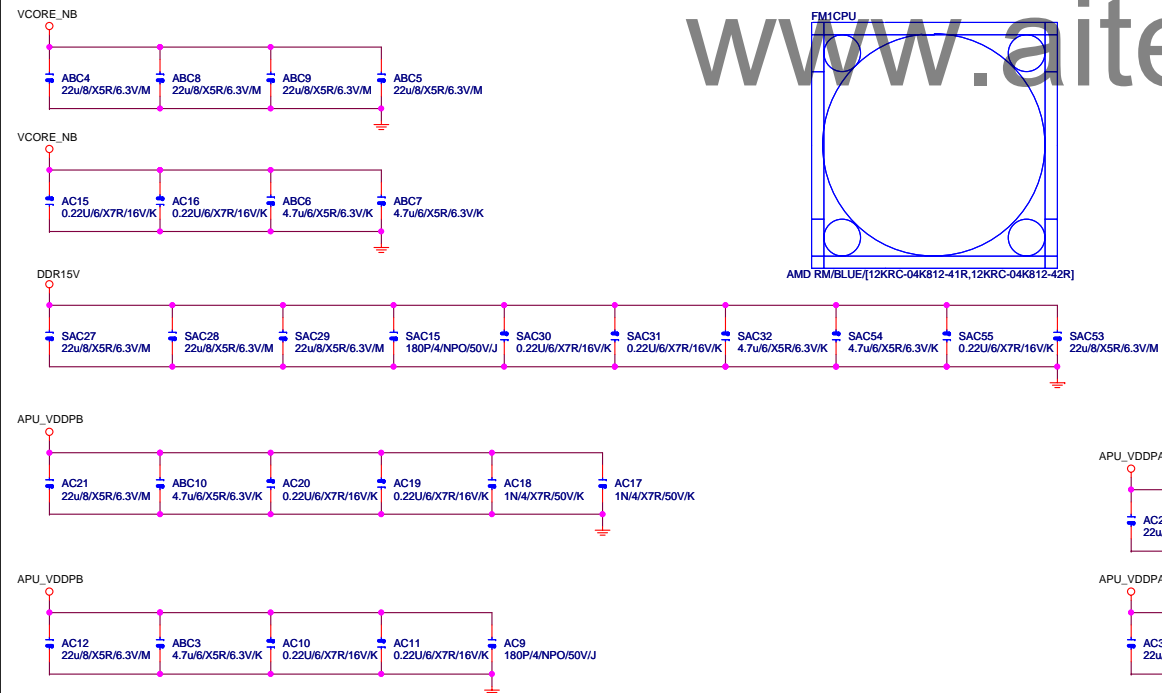 VCORE_NB
ABC4
22u/8/X5R/6.3V/M
ABC8
22u/8/X5R/6.3V/M
ABC9
22u/8/X5R/6.3V/M
ABC5
22u/8/X5R/6.3V/M
www.aite
FM1CPU
AMD RM/BLUE/[12KRC-04K812-41R,12KRC-04K812-42R]
VCORE_NB
AC15
0.22U/6/X7R/16V/K
AC16
0.22U/6/X7R/16V/K
ABC6
4.7u/6/X5R/6.3V/K
ABC7
4.7u/6/X5R/6.3V/K
DDR15V
SAC27
22u/8/X5R/6.3V/M
SAC28
22u/8/X5R/6.3V/M
SAC29
22u/8/X5R/6.3V/M
SAC15
180P/4/NPO/50V/J
SAC30
0.22U/6/X7R/16V/K
SAC31
0.22U/6/X7R/16V/K
SAC32
4.7u/6/X5R/6.3V/K
SAC54
4.7u/6/X5R/6.3V/K
SAC55
0.22U/6/X7R/16V/K
SAC53
22u/8/X5R/6.3V/M
APU_VDDPB
AC21
22u/8/X5R/6.3V/M
ABC10
4.7u/6/X5R/6.3V/K
AC20
0.22U/6/X7R/16V/K
AC19
0.22U/6/X7R/16V/K
AC18
1N/4/X7R/50V/K
AC17
1N/4/X7R/50V/K
APU_VDDPA
AC2
22u/
APU_VDDPB
AC12
22u/8/X5R/6.3V/M
ABC3
4.7u/6/X5R/6.3V/K
AC10
0.22U/6/X7R/16V/K
AC11
0.22U/6/X7R/16V/K
AC9
180P/4/NPO/50V/J
APU_VDDPA
AC3
22u/